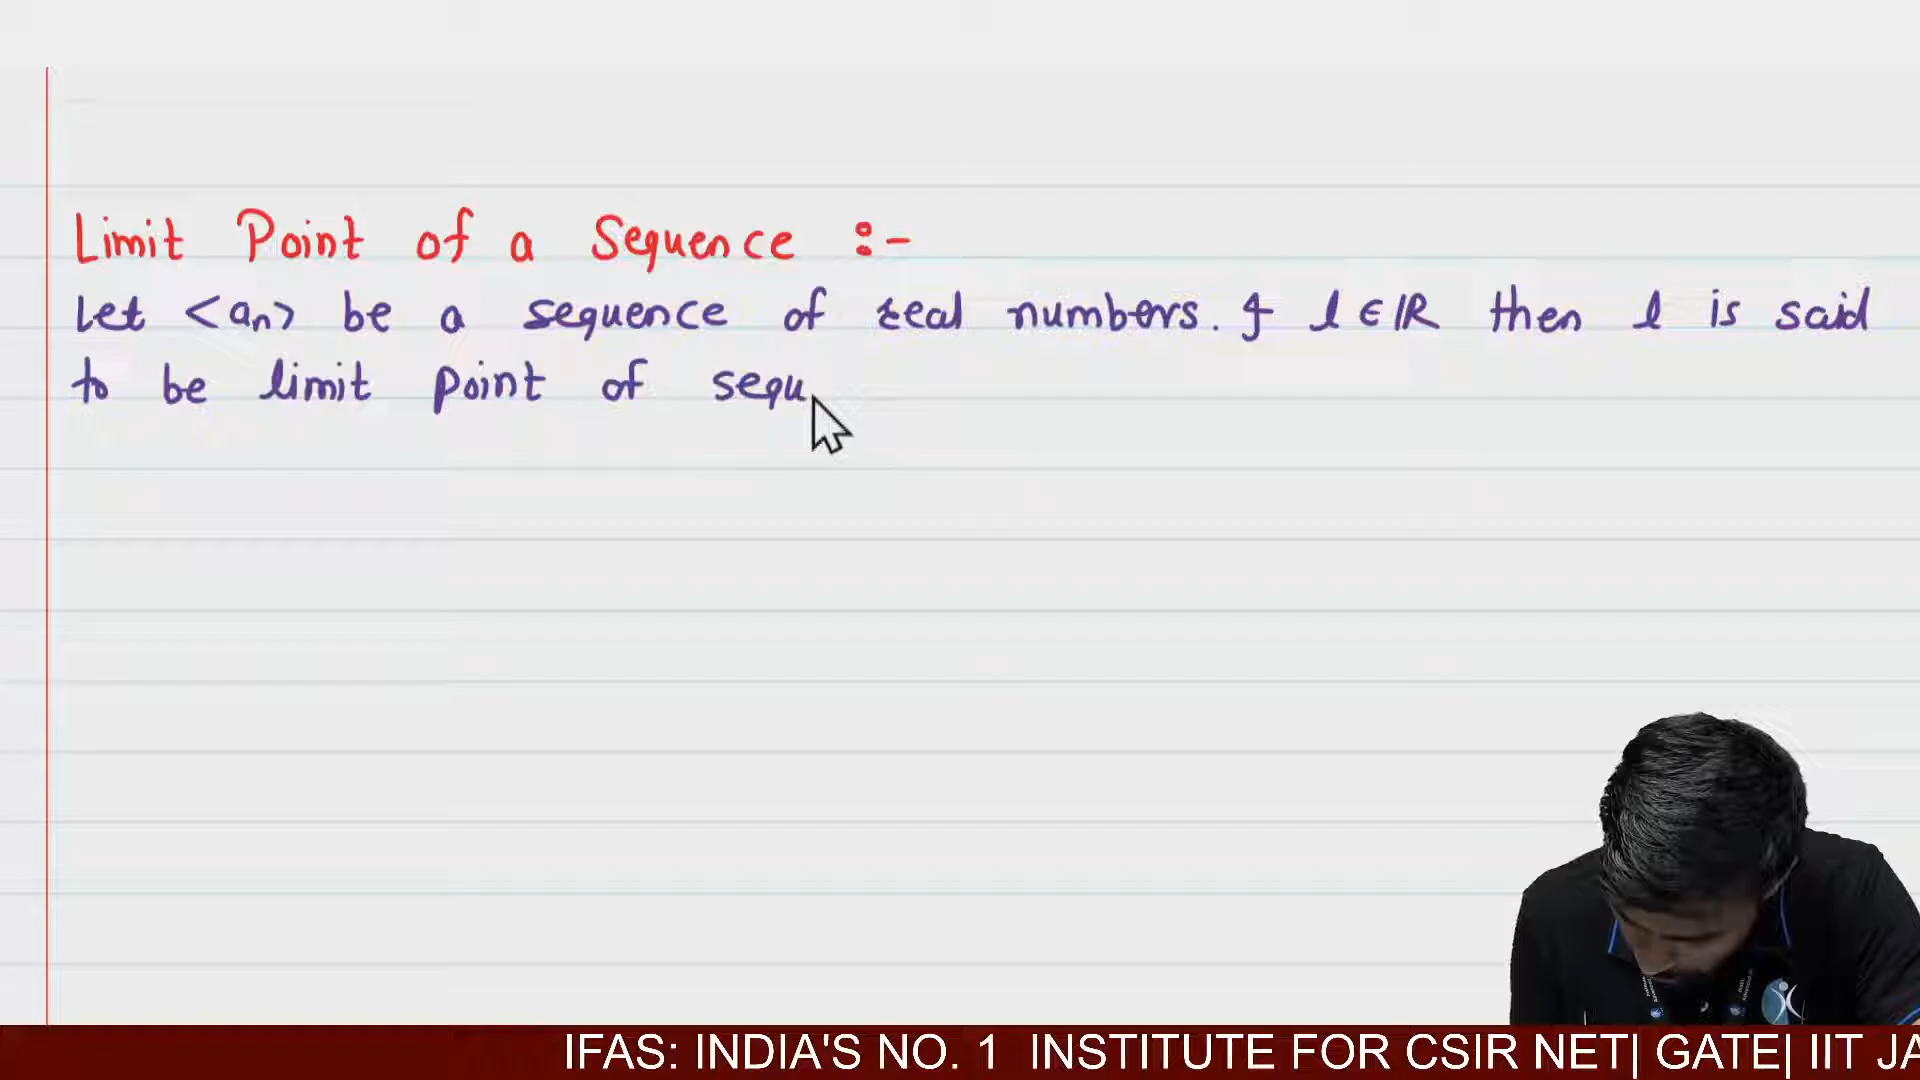 Limit Point of a Sequence :-
Let <an> be a sequence of real numbers. If l ∈ IR then l is said
to be limit point of sequ
IFAS: INDIA'S NO. 1 INSTITUTE FOR CSIR NET| GATE| IIT JA